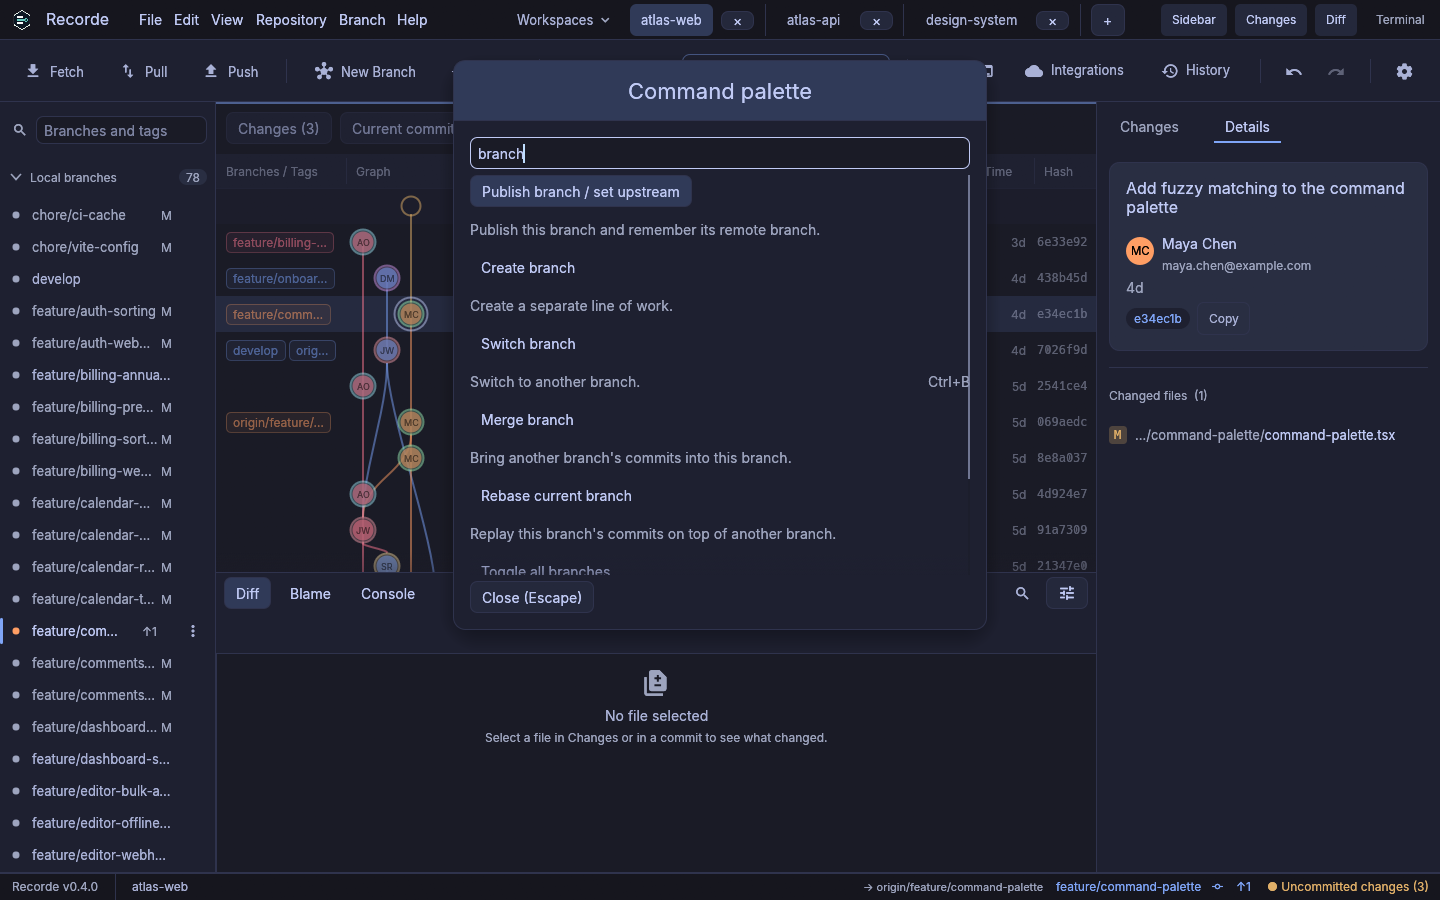 Recorde File Edit View Repository Branch Help Workspaces atlas-web × atlas-api × design-system × + Sidebar Changes Diff Terminal
Fetch Pull Push New Branch Integrations History
Branches and tags
Local branches 78
chore/ci-cache M
chore/vite-config M
develop
feature/auth-sorting M
feature/auth-web... M
feature/billing-annua...
feature/billing-pre... M
feature/billing-sort... M
feature/billing-we... M
feature/calendar-... M
feature/calendar-... M
feature/calendar-r... M
feature/calendar-t... M
feature/com... ↑1
feature/comments... M
feature/comments... M
feature/dashboard... M
feature/dashboard-s...
feature/editor-bulk-a...
feature/editor-offline...
feature/editor-webh...
Changes (3) Current commit
Branches / Tags Graph Time Hash
feature/billing-... AO 3d 6e33e92
feature/onboar... DM 4d 438b45d
feature/comm... MC 4d e34ec1b
develop orig... JW 4d 7026f9d
AO 5d 2541ce4
origin/feature/... MC 5d 069aedc
MC 5d 8e8a037
AO 5d 4d924e7
JW 5d 91a7309
SR 5d 21347e0
Command palette
branch
Publish branch / set upstream
Publish this branch and remember its remote branch.
Create branch
Create a separate line of work.
Switch branch
Switch to another branch. Ctrl+B
Merge branch
Bring another branch's commits into this branch.
Rebase current branch
Replay this branch's commits on top of another branch.
Toggle all branches
Close (Escape)
Diff Blame Console
No file selected
Select a file in Changes or in a commit to see what changed.
Changes Details
Add fuzzy matching to the command
palette
MC Maya Chen
maya.chen@example.com
4d
e34ec1b Copy
Changed files (1)
M .../command-palette/command-palette.tsx
Recorde v0.4.0 atlas-web → origin/feature/command-palette feature/command-palette ↑1 Uncommitted changes (3)